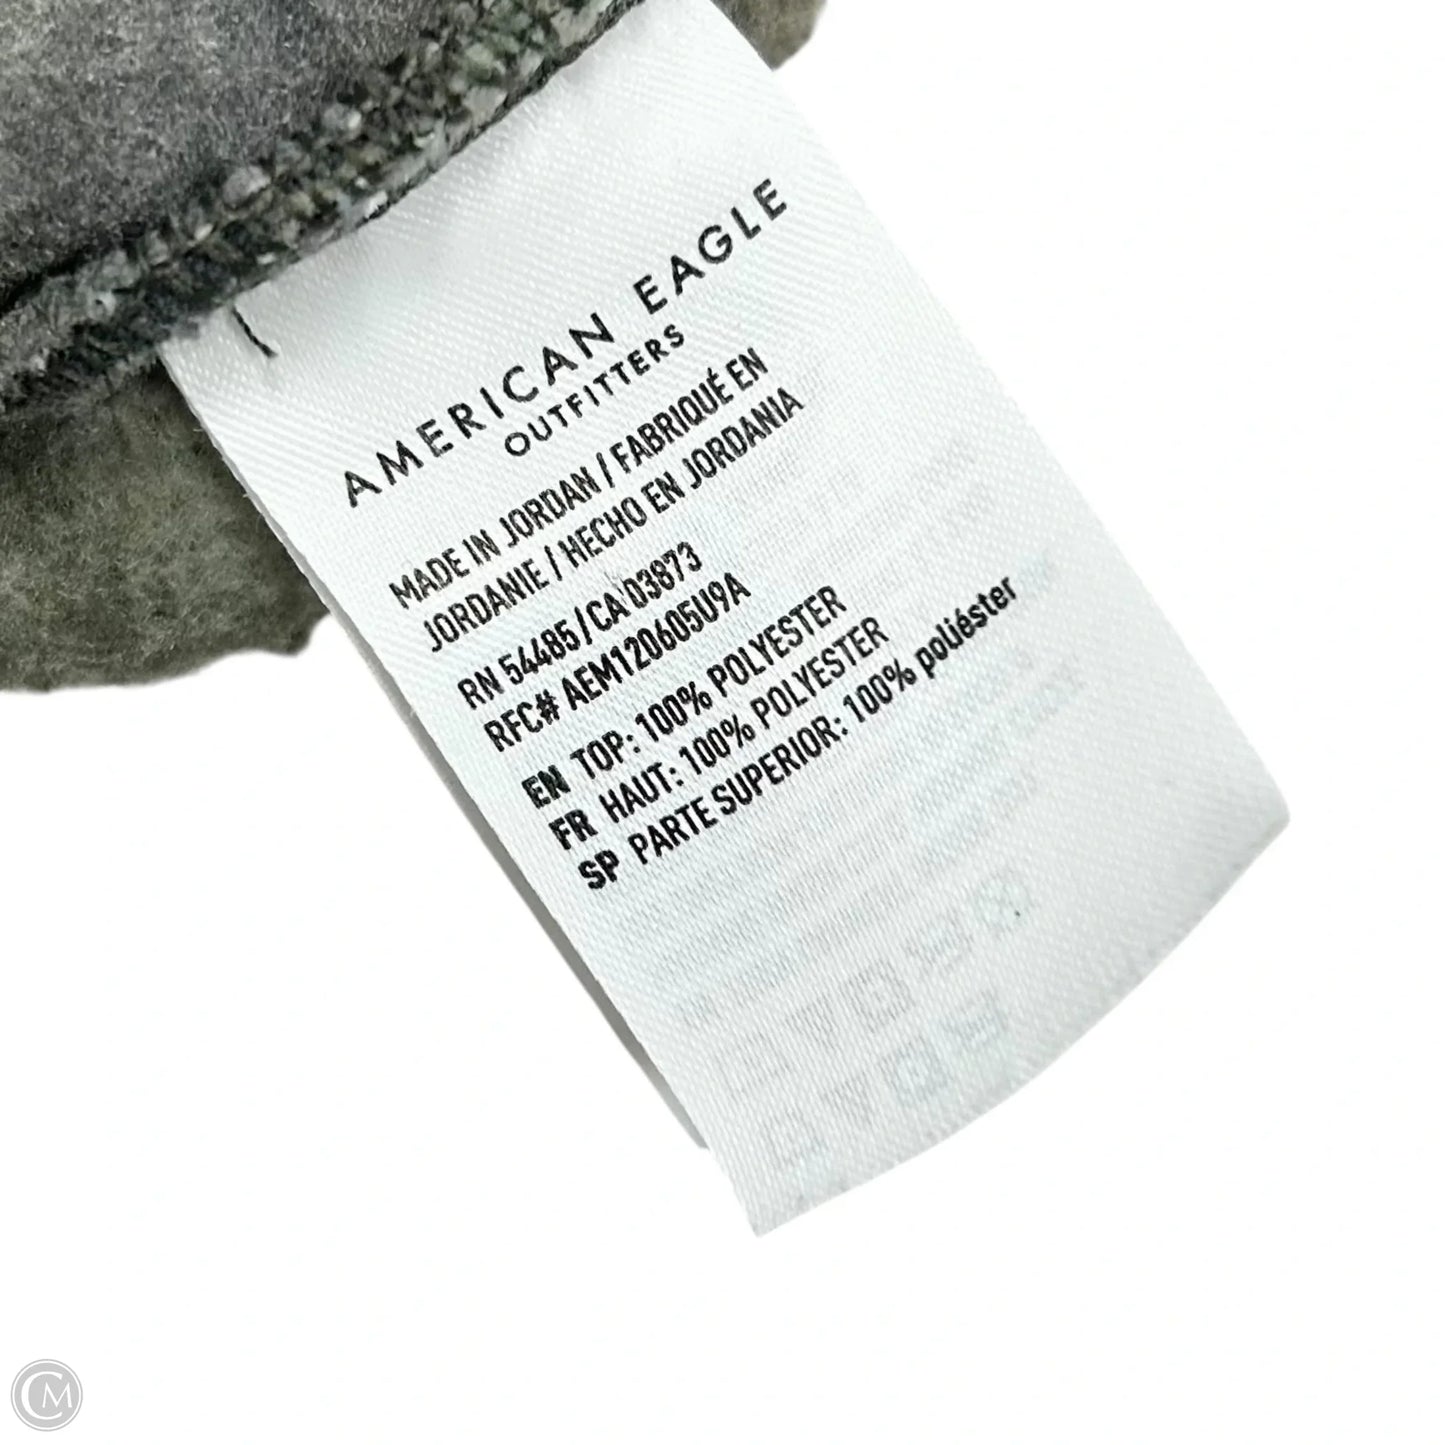 AMERICAN EAGLE
OUTFITTERS
MADE IN JORDAN / FABRIQUÉ EN
JORDANIE / HECHO EN JORDANIA
RN 54485/CA 03873
RFC# AEM120605U9A
EN TOP: 100% POLYESTER
FR HAUT: 100% POLYESTER
SP PARTE SUPERIOR: 100% poliéster
CM